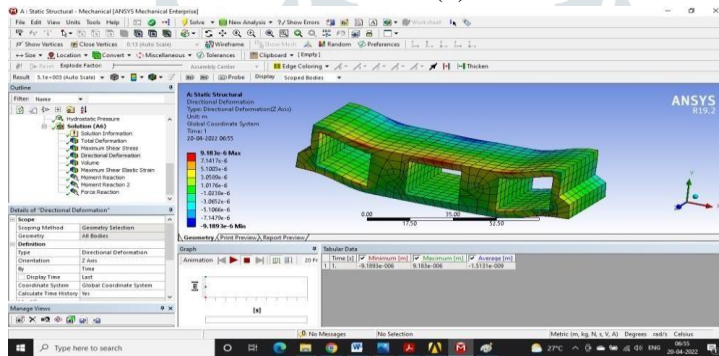 A : Static Structural - Mechanical [ANSYS Mechanical Enterprise]
File Edit View Units Tools Help Solve New Analysis Show Errors Worksheet
Show Vertices Close Vertices 0.13 (Auto Scale) Wireframe Show Mesh Random Preferences
Size Location Convert Miscellaneous Tolerances Clipboard [Empty]
Reset Explode Factor: Assembly Center Edge Coloring Thicken
Result 5.1e+003 (Auto Scale) Probe Display Scoped Bodies
Outline
Filter: Name
Hydrostatic Pressure
Solution (A6)
Solution Information
Total Deformation
Maximum Shear Stress
Directional Deformation
Volume
Maximum Shear Elastic Strain
Moment Reaction
Moment Reaction 2
Force Reaction
Details of "Directional Deformation"
Scope
Scoping Method Geometry Selection
Geometry All Bodies
Definition
Type Directional Deformation
Orientation Z Axis
By Time
Display Time Last
Coordinate System Global Coordinate System
Calculate Time History Yes
Manage Views
A: Static Structural
Directional Deformation
Type: Directional Deformation(Z Axis)
Unit: m
Global Coordinate System
Time: 1
20-04-2022 06:55
9.183e-6 Max
7.1417e-6
5.1005e-6
3.0589e-6
1.0176e-6
-1.0238e-6
-3.0652e-6
-5.1066e-6
-7.1479e-6
-9.1893e-6 Min
ANSYS
R19.2
0.00 35.00
17.50 52.50
Geometry Print Preview Report Preview
Graph
Animation 20 Fr
[m]
[s]
Tabular Data
Time [s] Minimum [m] Maximum [m] Average [m]
1 1. -9.1893e-006 9.183e-006 -1.5131e-009
No Messages No Selection Metric (m, kg, N, s, V, A) Degrees rad/s Celsius
Type here to search 27°C ENG 06:55
20-04-2022